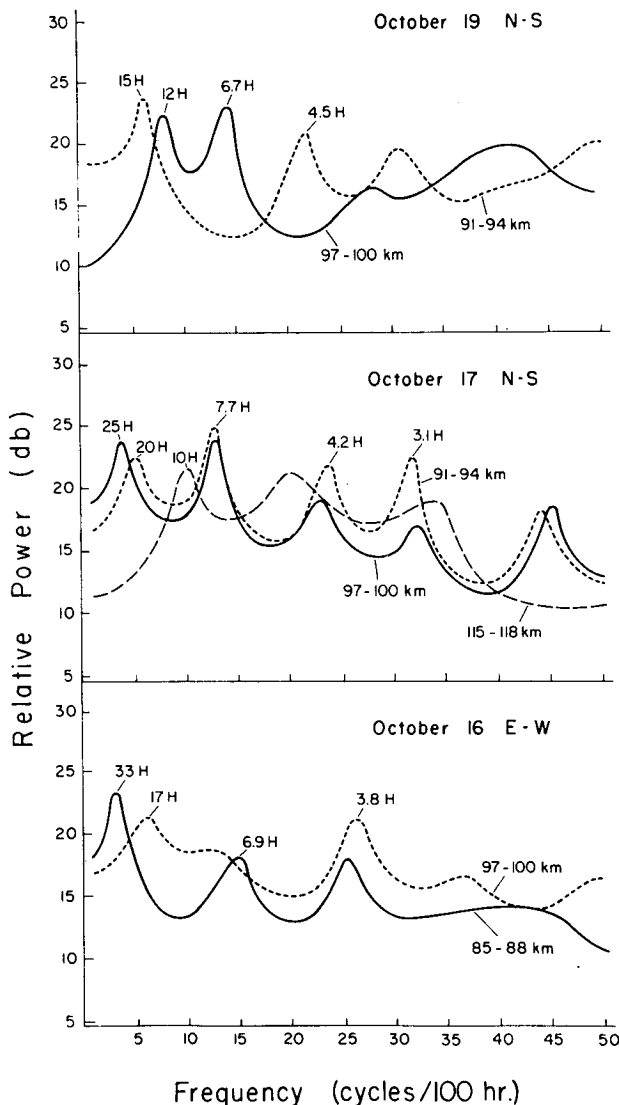 October 19 N-S
30
25
20
15
10
5
15 H
12 H
6.7 H
4.5 H
91-94 km
97-100 km
October 17 N-S
30
25
20
15
10
5
25 H
20 H
10 H
7.7 H
4.2 H
3.1 H
91-94 km
97-100 km
115-118 km
October 16 E-W
30
25
20
15
10
5
33 H
17 H
6.9 H
3.8 H
97-100 km
85-88 km
5 10 15 20 25 30 35 40 45 50
Relative Power (db)
Frequency (cycles/100 hr.)